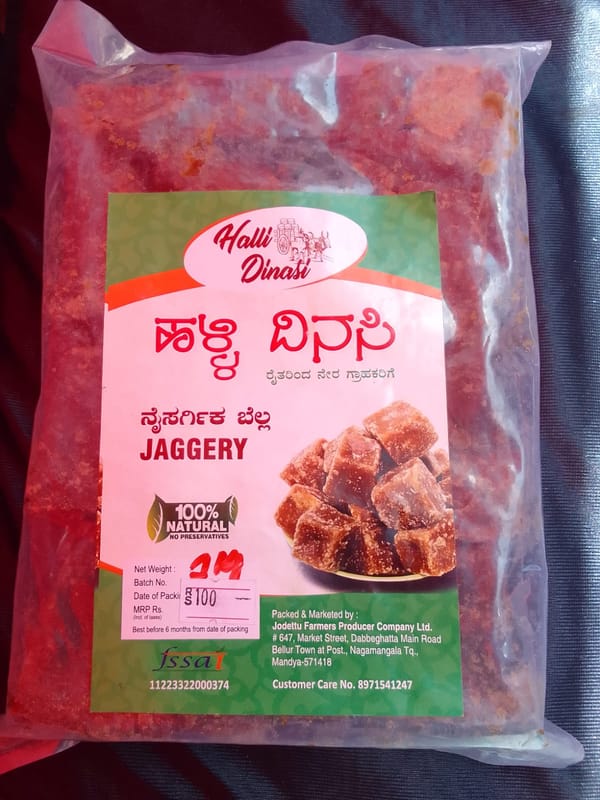 Halli
Dinasi
ಹಳ್ಳಿ ದಿನಸಿ
ರೈತರಿಂದ ನೇರ ಗ್ರಾಹಕರಿಗೆ
ನೈಸರ್ಗಿಕ ಬೆಲ್ಲ
JAGGERY
100%
NATURAL
NO PRESERVATIVES
Net Weight :
Batch No.
Date of
MRP Rs.
(Incl. of taxes)
RS 100
Best before 6 months from date of packing
fssai
11223322000374
Packed & Marketed by :
Jodettu Farmers Producer Company Ltd.
# 647, Market Street, Dabbeghatta Main Road
Bellur Town at Post., Nagamangala Tq.,
Mandya-571418
Customer Care No. 8971541247